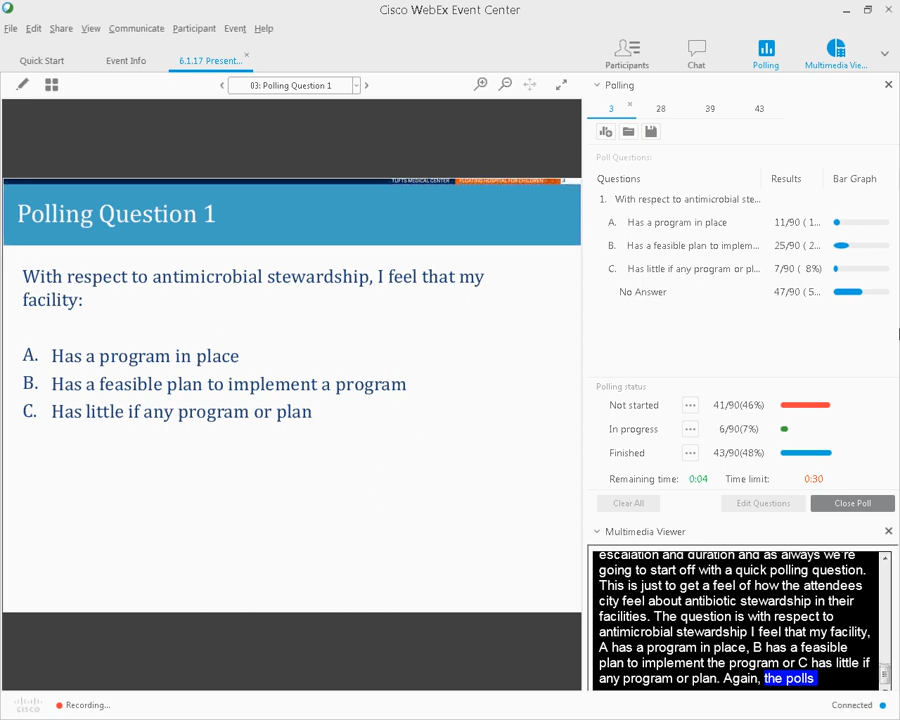 Cisco WebEx Event Center
File Edit Share View Communicate Participant Event Help
Quick Start Event Info 6.1.17 Present...
Participants Chat Polling Multimedia Vie...
03: Polling Question 1
Polling
3 28 39 43
Poll Questions:
Questions Results Bar Graph
1. With respect to antimicrobial ste...
A. Has a program in place 11/90 ( 1...
B. Has a feasible plan to implem... 25/90 ( 2...
C. Has little if any program or pl... 7/90 ( 8%)
No Answer 47/90 ( 5...
Polling status
Not started 41/90(46%)
In progress 6/90(7%)
Finished 43/90(48%)
Remaining time: 0:04 Time limit: 0:30
Clear All Edit Questions Close Poll
TUFTS MEDICAL CENTER FLOATING HOSPITAL FOR CHILDREN
Polling Question 1
With respect to antimicrobial stewardship, I feel that my
facility:
A. Has a program in place
B. Has a feasible plan to implement a program
C. Has little if any program or plan
Multimedia Viewer
escalation and duration and as always we're
going to start off with a quick polling question.
This is just to get a feel of how the attendees
city feel about antibiotic stewardship in their
facilities. The question is with respect to
antimicrobial stewardship I feel that my facility,
A has a program in place, B has a feasible
plan to implement the program or C has little if
any program or plan. Again, the polls
cisco Recording... Connected